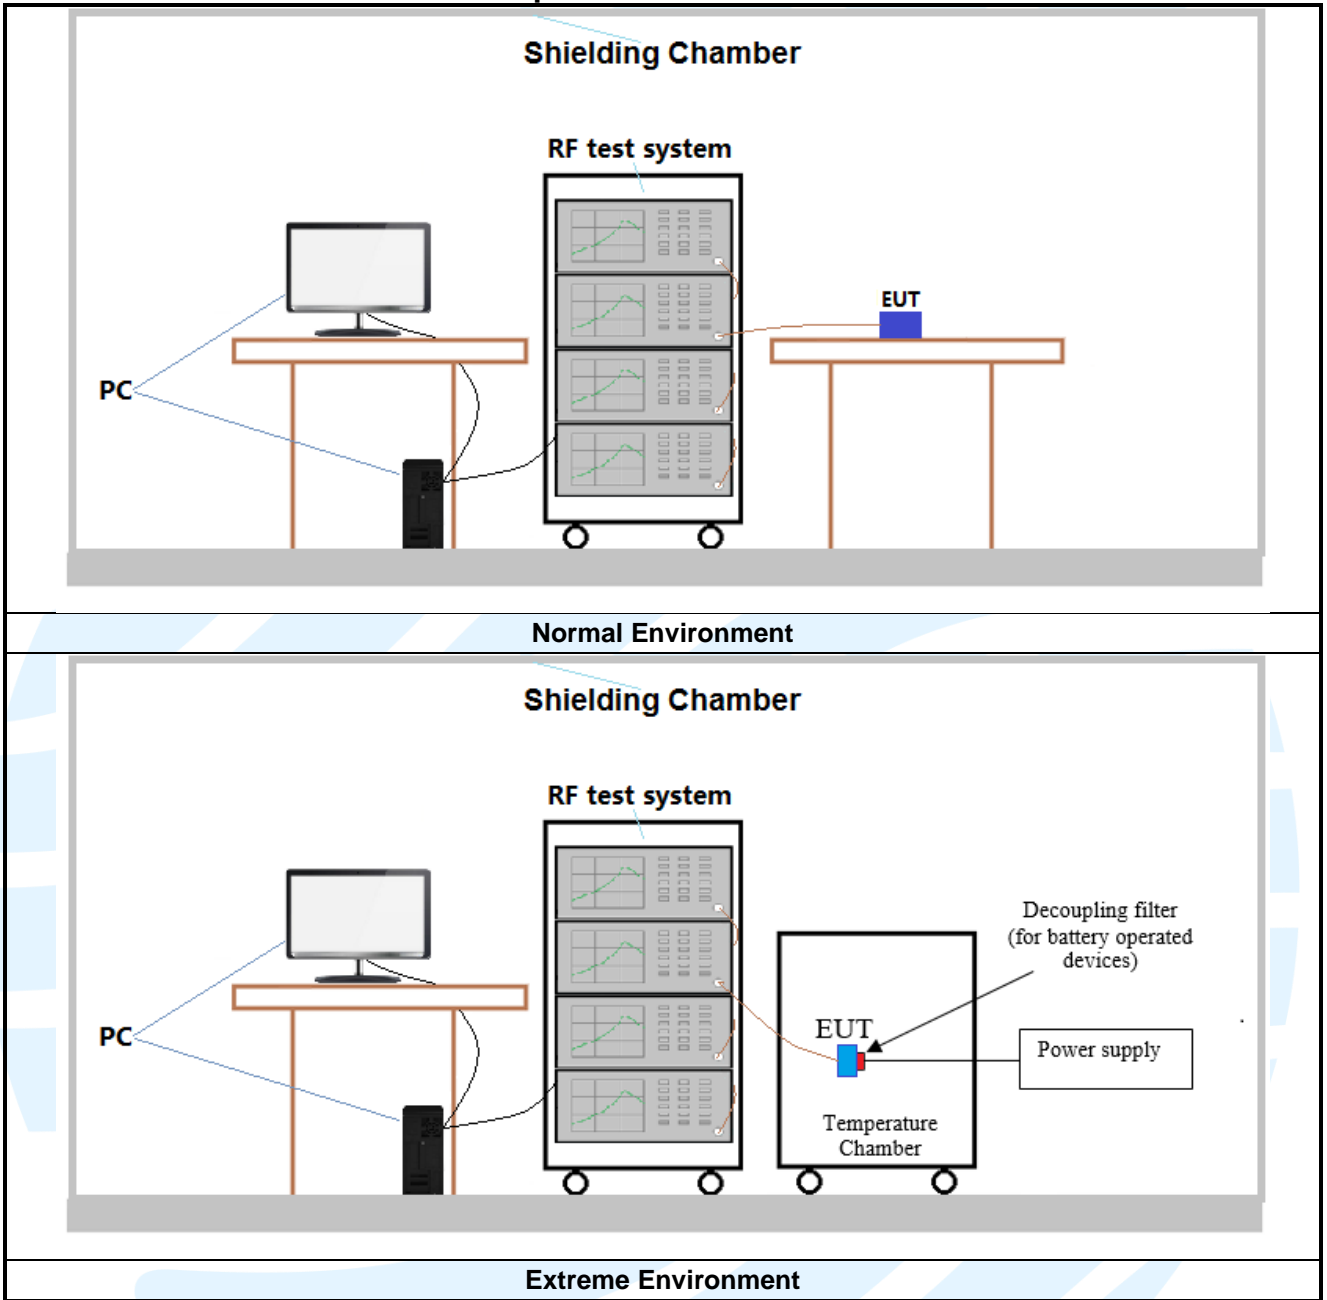 Shielding Chamber
RF test system
EUT
PC
Normal Environment
Shielding Chamber
RF test system
Decoupling filter
(for battery operated
devices)
EUT
Power supply
PC
Temperature
Chamber
Extreme Environment